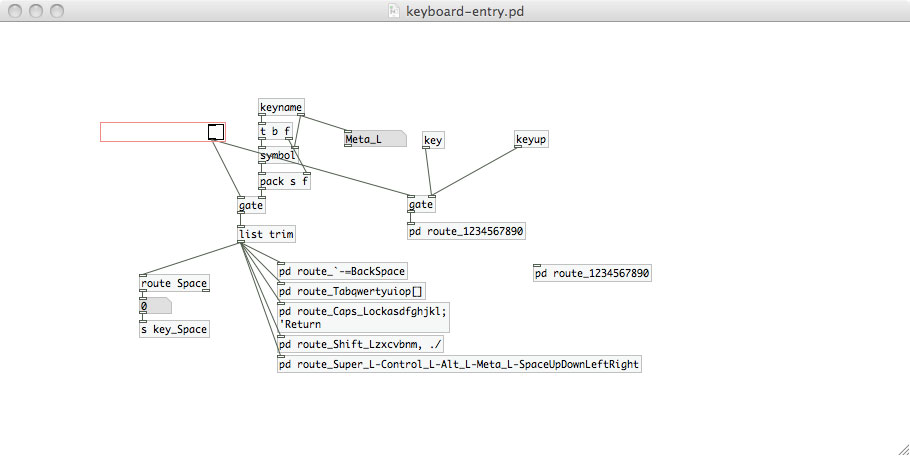 keyboard-entry.pd
keyname
t b f
Meta_L
key
keyup
symbol
pack s f
gate
gate
list trim
pd route_1234567890
pd route_`-=BackSpace
pd route_1234567890
route Space
pd route_Tabqwertyuiop[]
0
pd route_Caps_Lockasdfghjkl;
'Return
s key_Space
pd route_Shift_Lzxcvbnm, ./
pd route_Super_L-Control_L-Alt_L-Meta_L-SpaceUpDownLeftRight